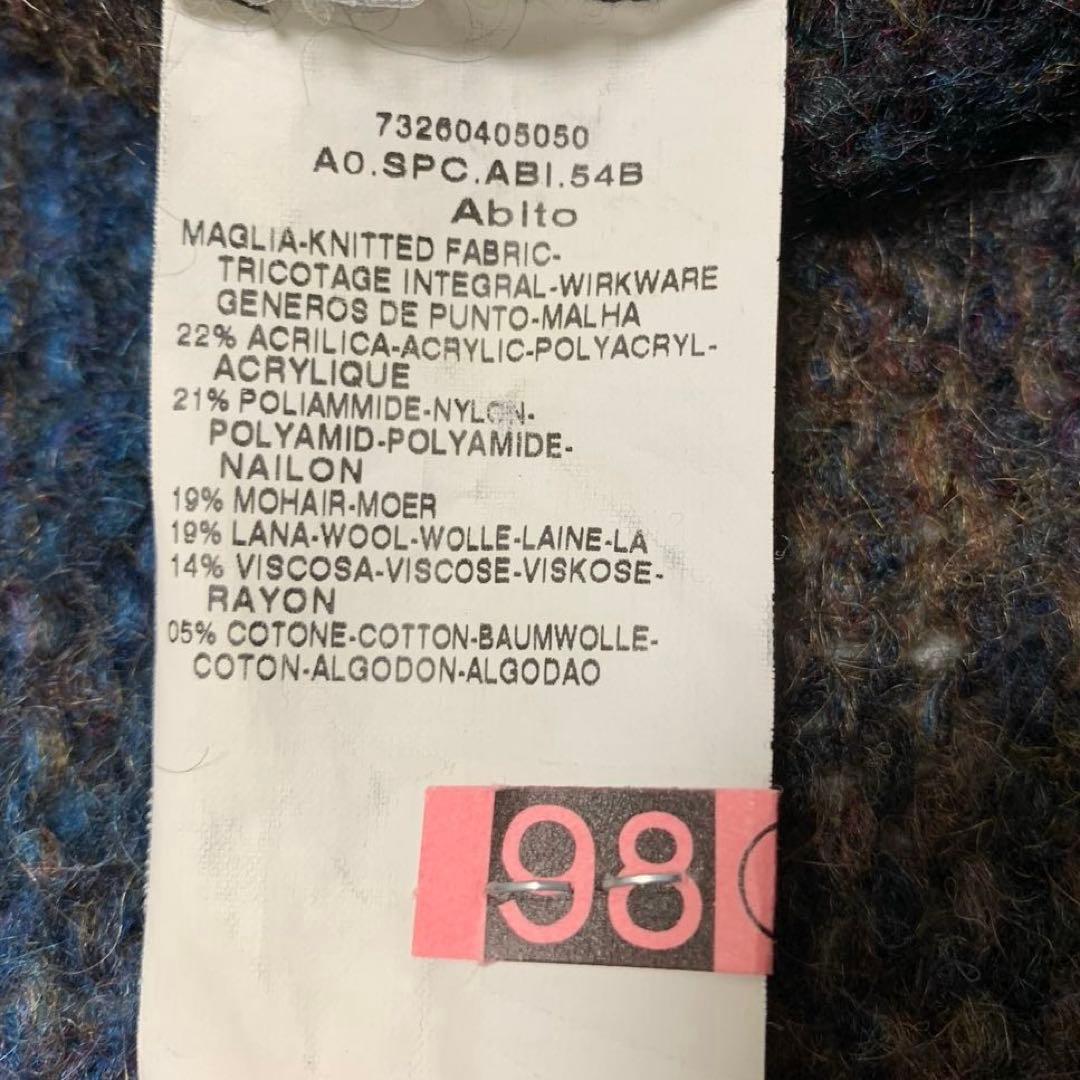 73260405050
A0.SPC.ABI.54B
Abito
MAGLIA-KNITTED FABRIC-
TRICOTAGE INTEGRAL-WIRKWARE
GENEROS DE PUNTO-MALHA
22% ACRILICA-ACRYLIC-POLYACRYL-
ACRYLIQUE
21% POLIAMMIDE-NYLON-
POLYAMID-POLYAMIDE-
NAILON
19% MOHAIR-MOER
19% LANA-WOOL-WOLLE-LAINE-LA
14% VISCOSA-VISCOSE-VISKOSE-
RAYON
05% COTONE-COTTON-BAUMWOLLE-
COTON-ALGODON-ALGODAO
98